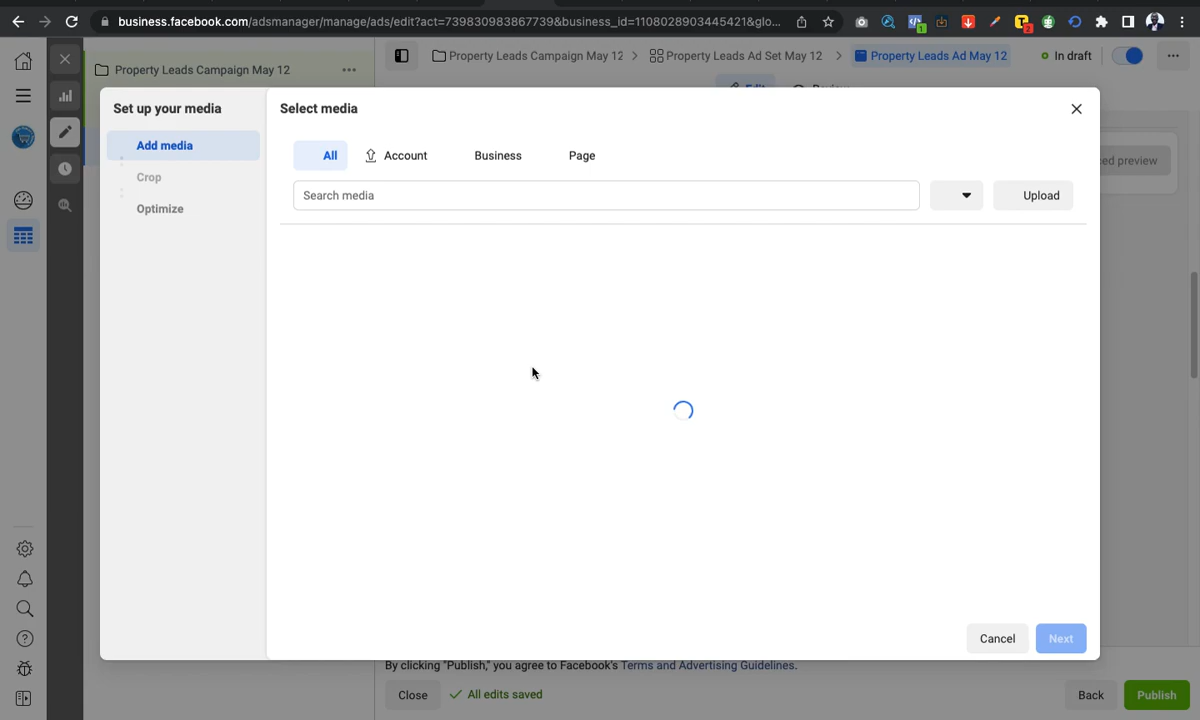 business.facebook.com/adsmanager/manage/ads/edit?act=739830983867739&business_id=1108028903445421&glo...
1
2
Property Leads Campaign May 12
Property Leads Campaign May 12
Property Leads Ad Set May 12
Property Leads Ad May 12
In draft
Edit
Set up your media
Add media
Crop
Optimize
Select media
All
Account
Business
Page
Search media
Upload
ced preview
Cancel
Next
By clicking "Publish," you agree to Facebook's Terms and Advertising Guidelines.
Close
All edits saved
Back
Publish